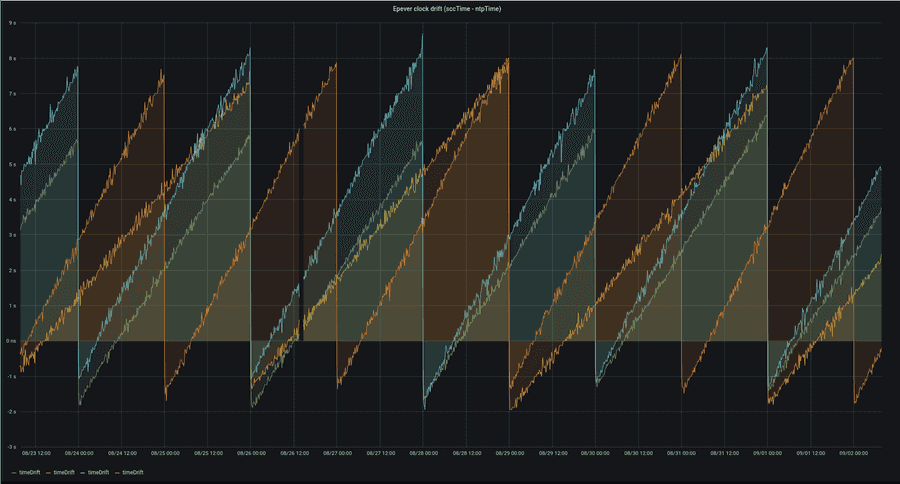 Epever clock drift (sccTime - ntpTime)
9 s
8 s
7 s
6 s
5 s
4 s
3 s
2 s
1 s
0 ns
-1 s
-2 s
-3 s
08/23 12:00 08/24 00:00 08/24 12:00 08/25 00:00 08/25 12:00 08/26 00:00 08/26 12:00 08/27 00:00 08/27 12:00 08/28 00:00 08/28 12:00 08/29 00:00 08/29 12:00 08/30 00:00 08/30 12:00 08/31 00:00 08/31 12:00 09/01 00:00 09/01 12:00 09/02 00:00
timeDrift timeDrift timeDrift timeDrift